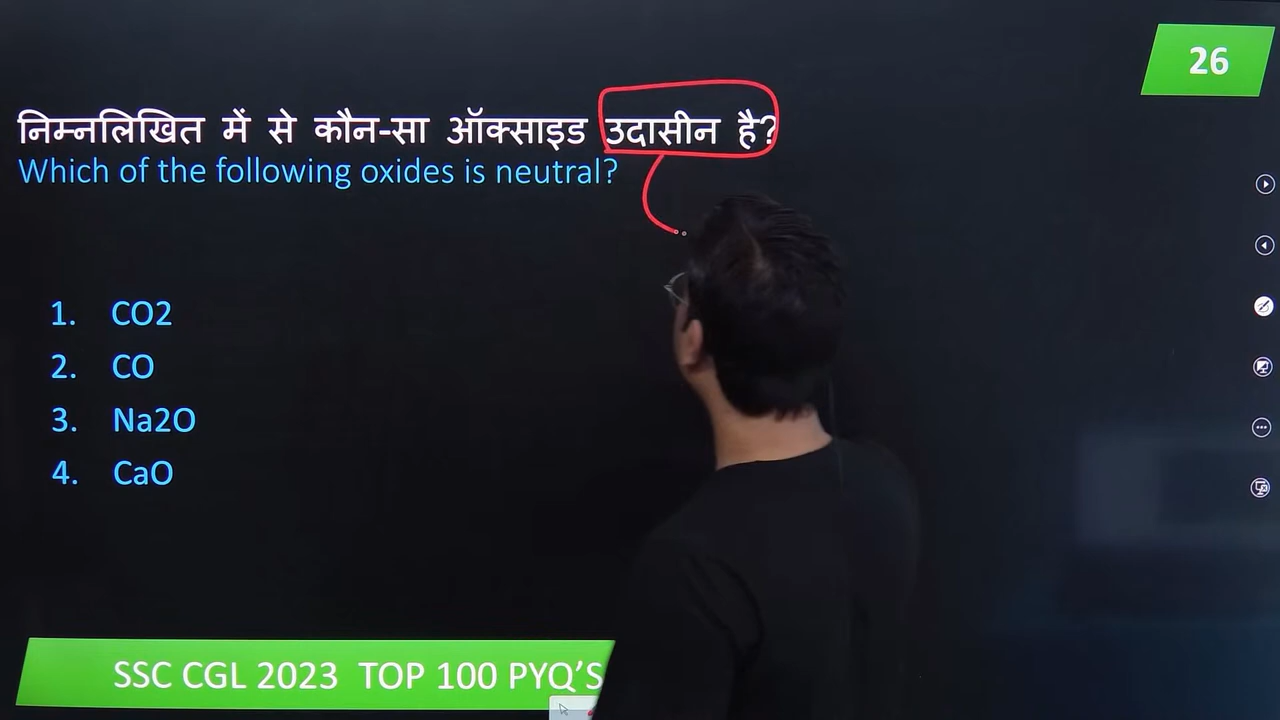 26
निम्नलिखित में से कौन-सा ऑक्साइड उदासीन है?
Which of the following oxides is neutral?
1. CO2
2. CO
3. Na2O
4. CaO
SSC CGL 2023 TOP 100 PYQ'S